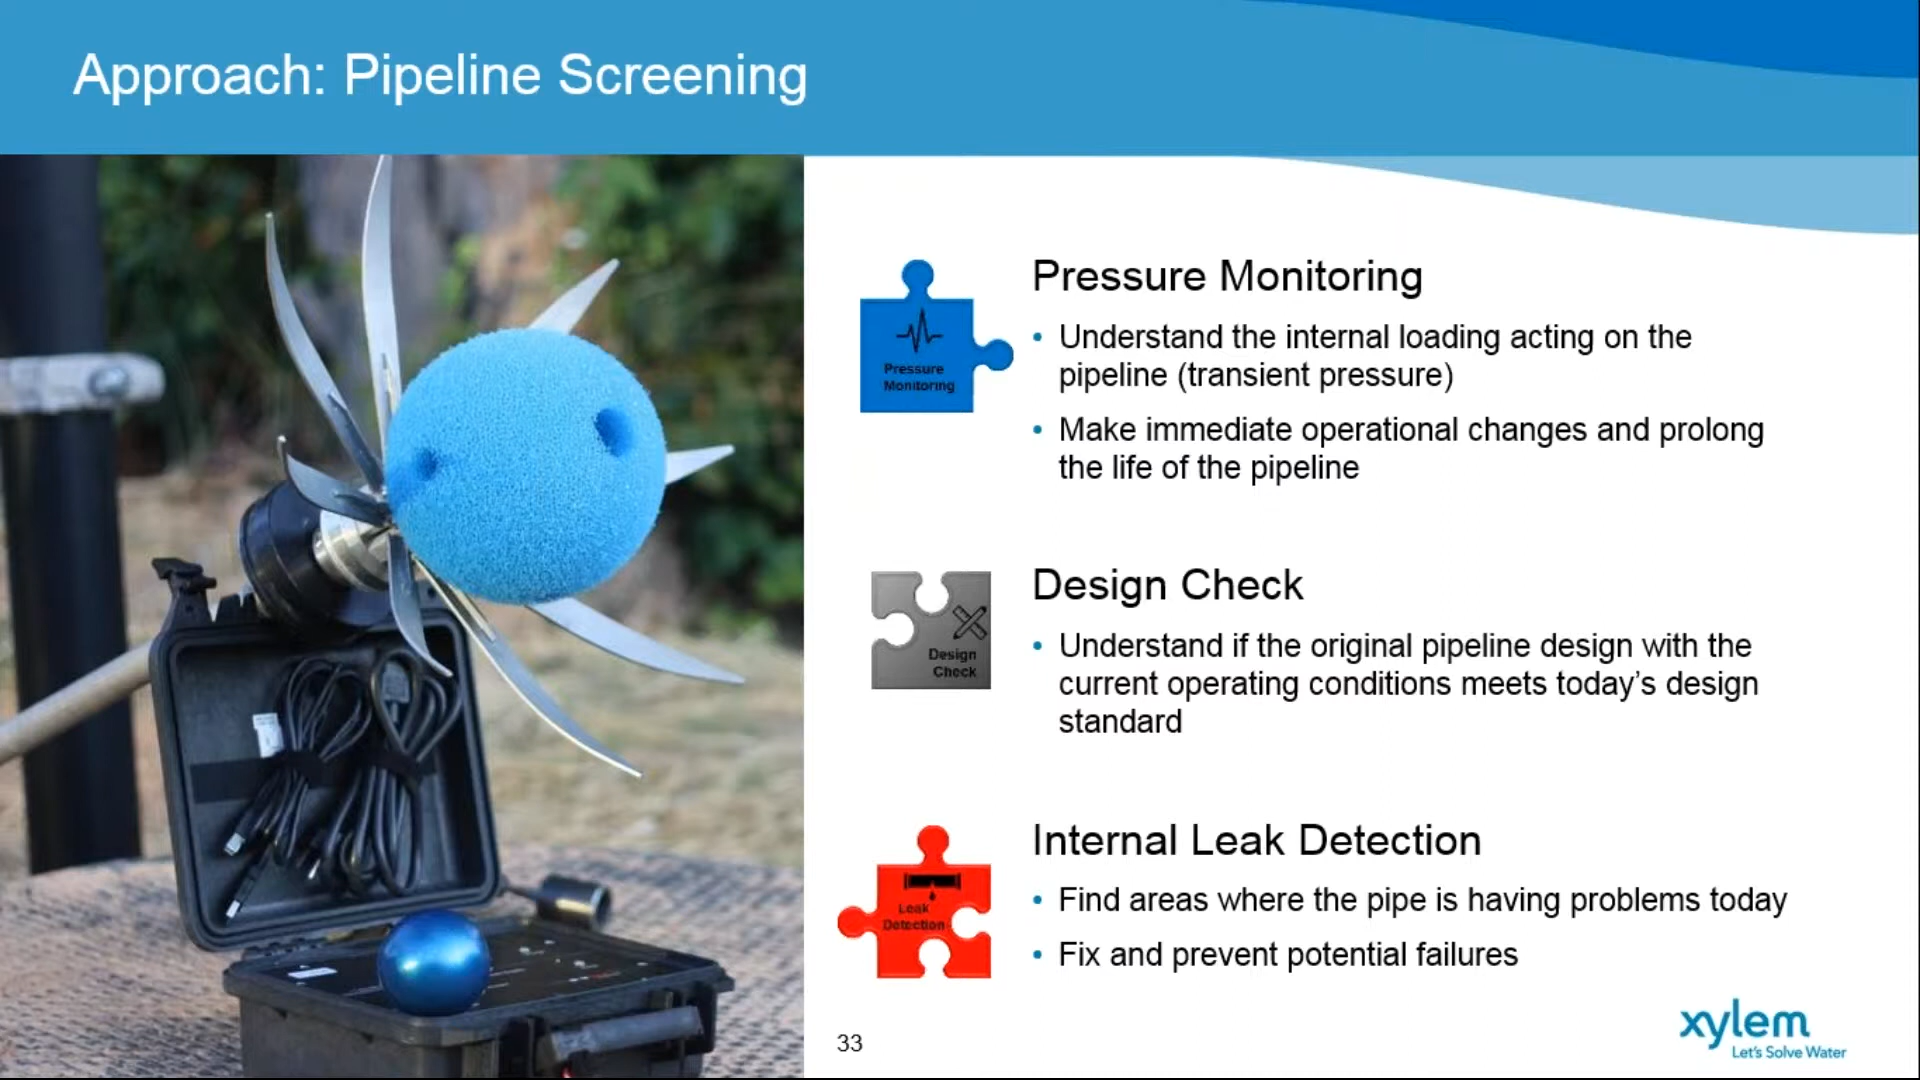 Approach: Pipeline Screening
Pressure
Monitoring
Pressure Monitoring
• Understand the internal loading acting on the
pipeline (transient pressure)
• Make immediate operational changes and prolong
the life of the pipeline
Design
Check
Design Check
• Understand if the original pipeline design with the
current operating conditions meets today’s design
standard
Leak
Detection
Internal Leak Detection
• Find areas where the pipe is having problems today
• Fix and prevent potential failures
33
xylem
Let’s Solve Water